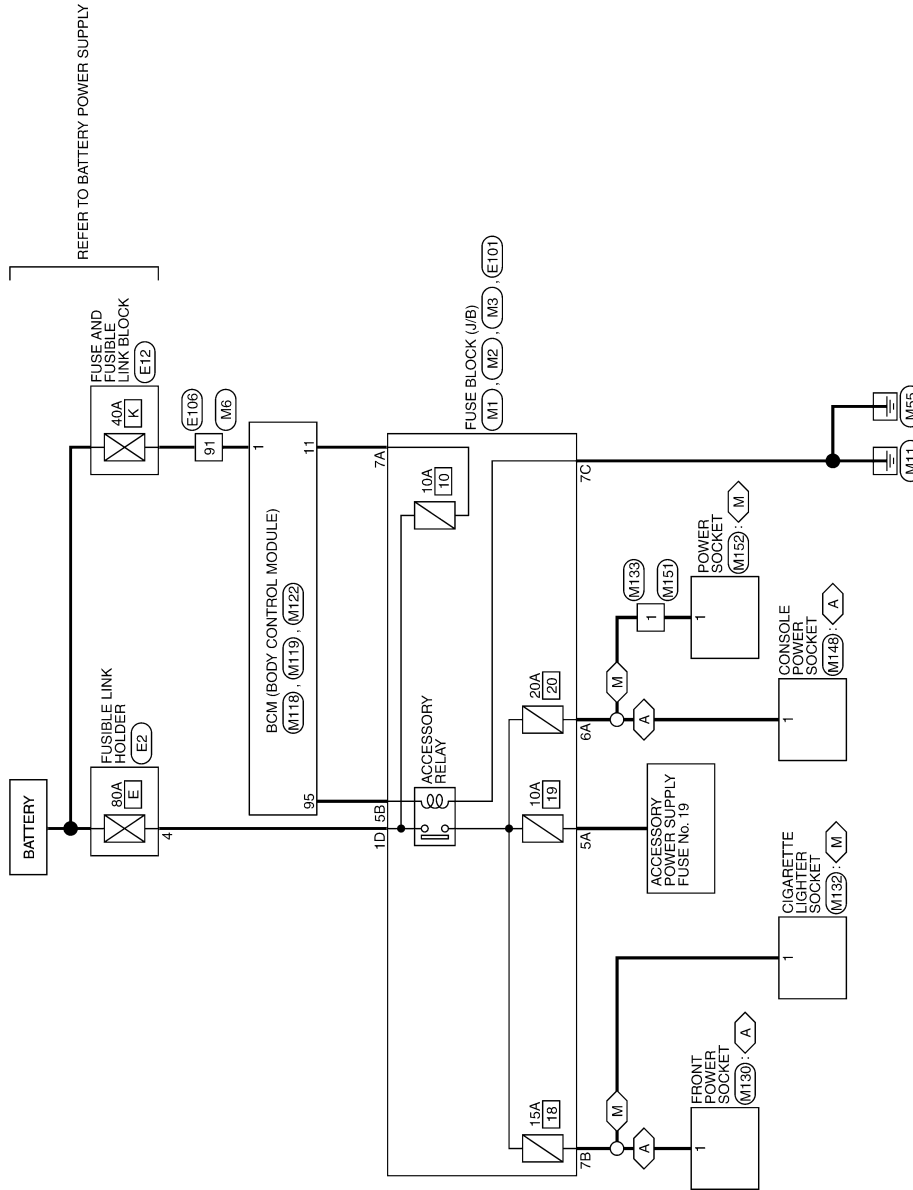 REFER TO BATTERY POWER SUPPLY
BATTERY
FUSIBLE LINK
HOLDER
E2
80A
E
4
FUSE AND
FUSIBLE
LINK BLOCK
E12
40A
K
E106
M6
91
BCM (BODY CONTROL MODULE)
M118 , M119 , M122
1
11
95
FUSE BLOCK (J/B)
M1 , M2 , M3 , E101
1D
5B
7A
ACCESSORY
RELAY
10A
10
15A
18
10A
19
20A
20
7B
5A
6A
7C
M
A
FRONT
POWER
SOCKET
M130 : A
1
CIGARETTE
LIGHTER
SOCKET
M132 : M
1
ACCESSORY
POWER SUPPLY
FUSE No. 19
M
A
CONSOLE
POWER
SOCKET
M148 : A
1
M133
M151
1
POWER
SOCKET
M152 : M
1
M11
M55